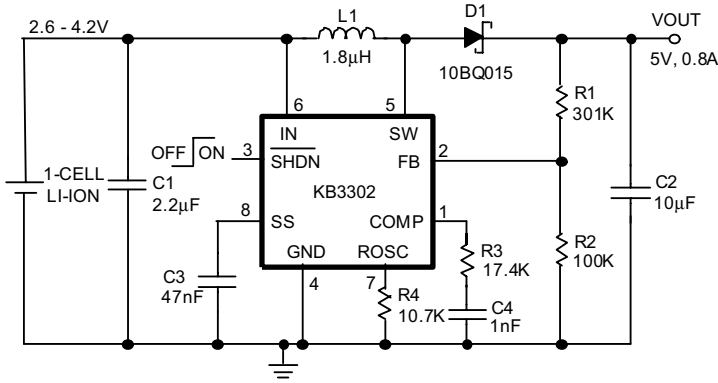 2.6 - 4.2V
L1
1.8µH
D1
10BQ015
VOUT
5V, 0.8A
6
5
IN
SW
R1
301K
OFF
ON
3
SHDN
FB
2
KB3302
1-CELL
LI-ION
C1
2.2µF
8
SS
COMP
1
C2
10µF
GND
ROSC
R3
17.4K
R2
100K
C3
47nF
4
7
R4
10.7K
C4
1nF